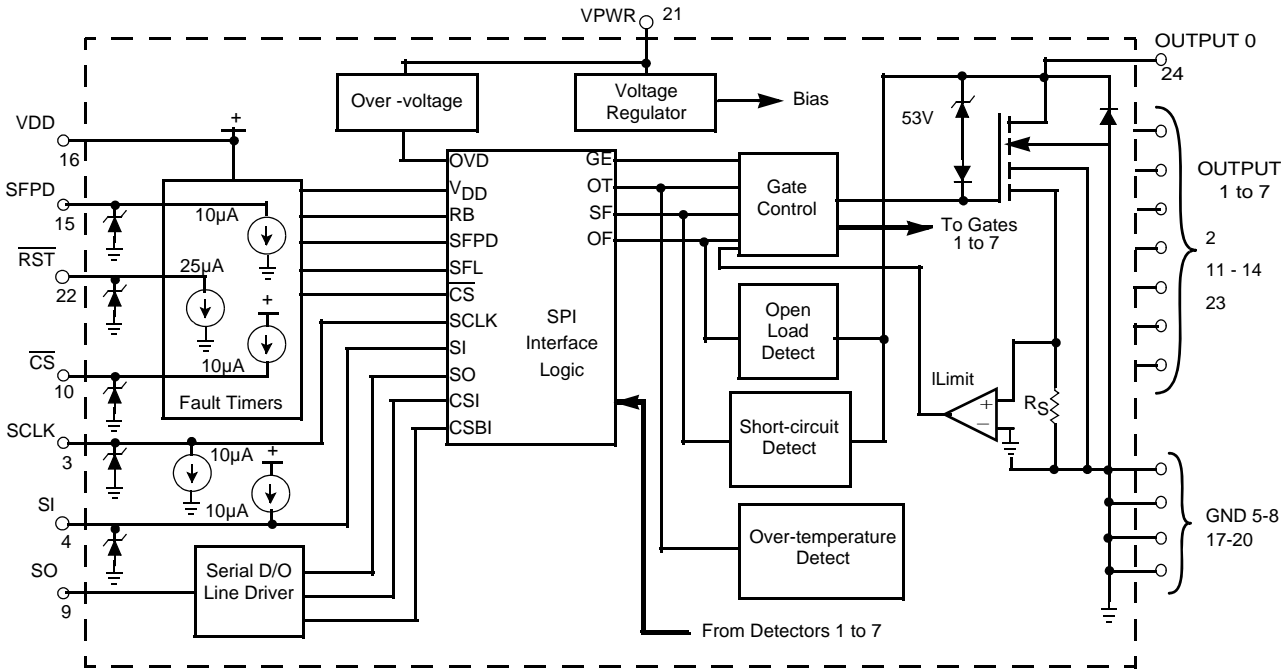 VPWR 21
OUTPUT 0
24
Over -voltage
Voltage
Regulator
Bias
53V
VDD
16
+
OVD
VDD
RB
SFPD
SFL
CS
SCLK
SI
SO
CSI
CSBI
GE
OT
SF
OF
SPI
Interface
Logic
Gate
Control
To Gates
1 to 7
OUTPUT
1 to 7
2
11 - 14
23
SFPD
15
10µA
RST
22
25µA
+
10µA
CS
10
Fault Timers
Open
Load
Detect
ILimit
+
−
RS
Short-circuit
Detect
SCLK
3
10µA
+
10µA
SI
4
GND 5-8
17-20
Over-temperature
Detect
SO
9
Serial D/O
Line Driver
From Detectors 1 to 7